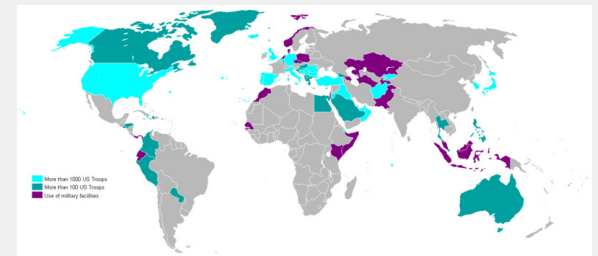 More than 1000 US Troops
More than 100 US Troops
Use of military facilities